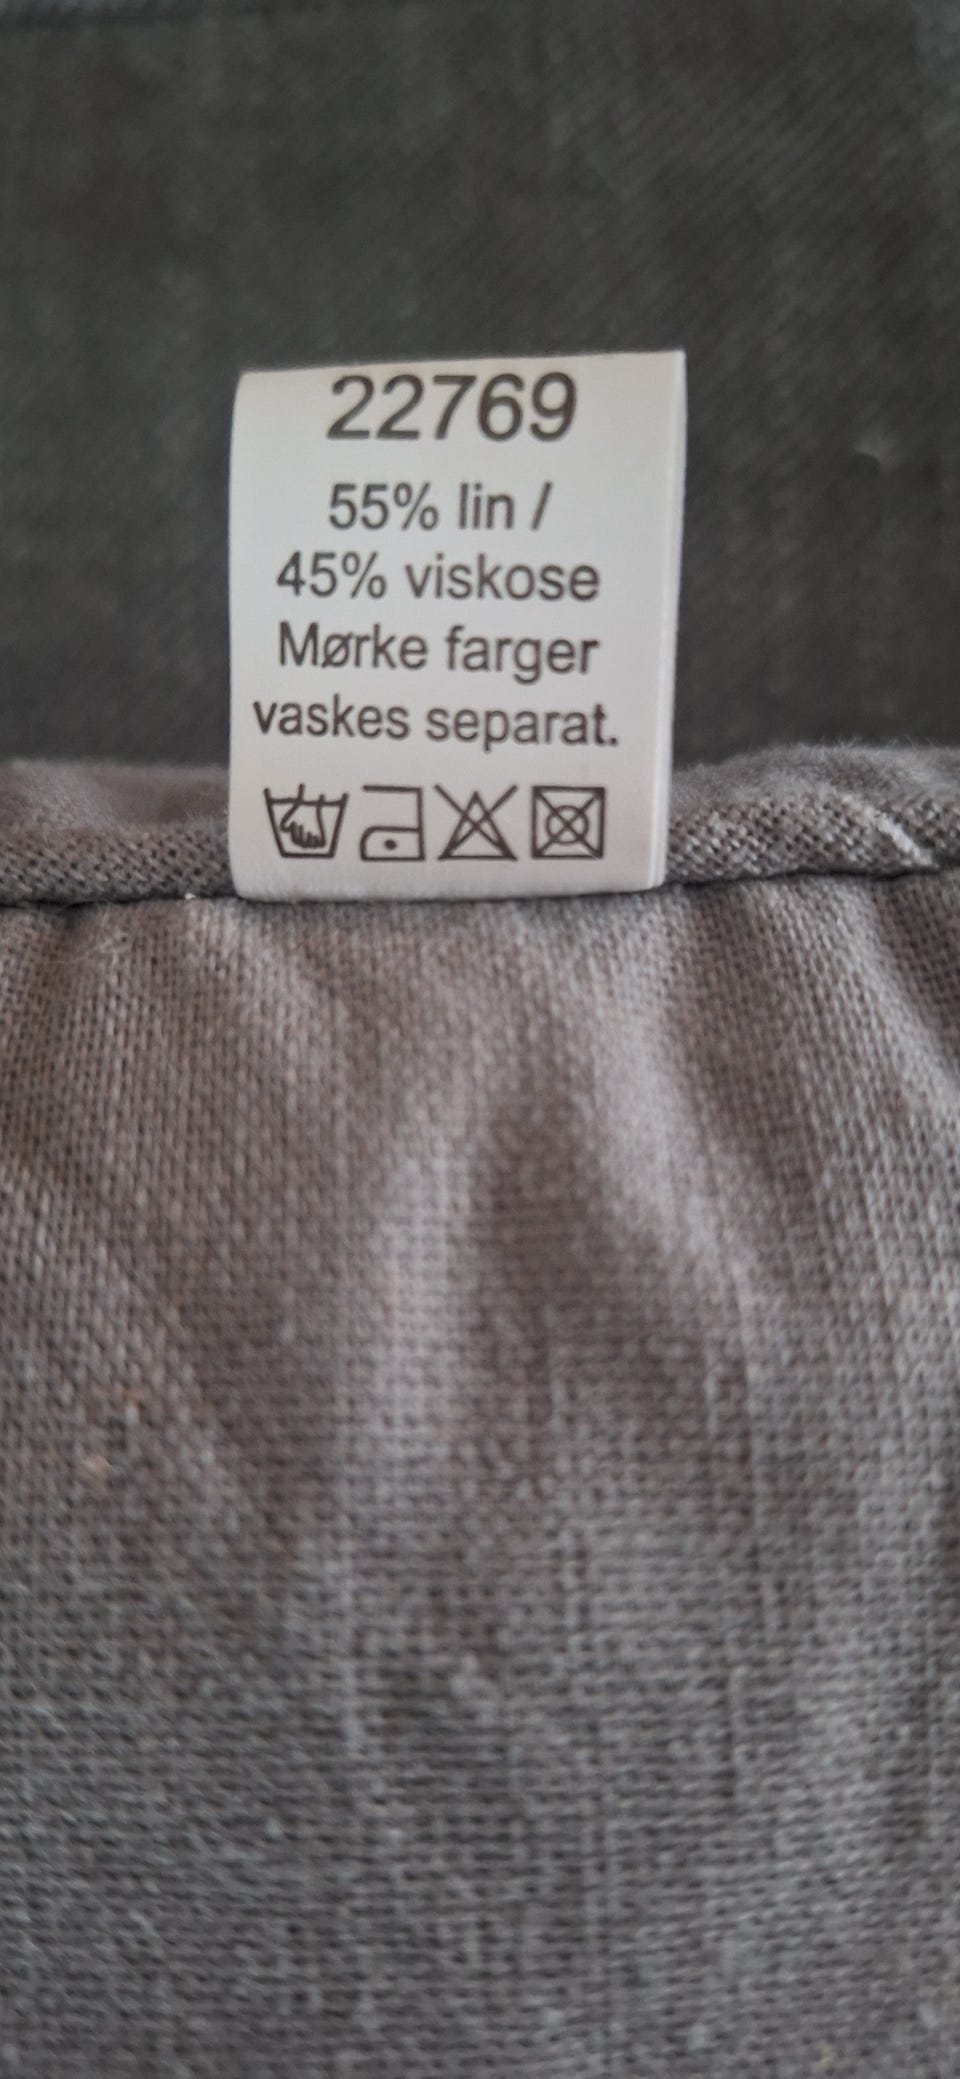 22769
55% lin /
45% viskose
Mørke farger
vaskes separat.